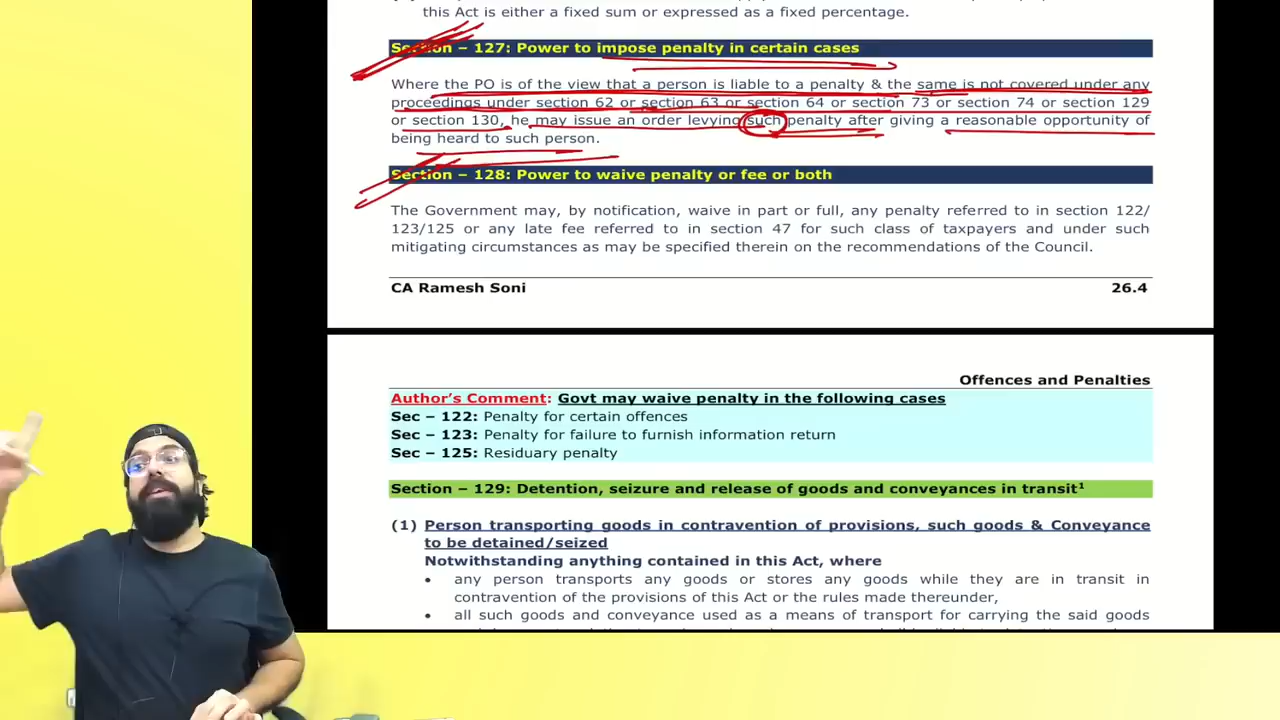 this Act is either a fixed sum or expressed as a fixed percentage.
Section – 127: Power to impose penalty in certain cases
Where the PO is of the view that a person is liable to a penalty & the same is not covered under any
proceedings under section 62 or section 63 or section 64 or section 73 or section 74 or section 129
or section 130, he may issue an order levying such penalty after giving a reasonable opportunity of
being heard to such person.
Section – 128: Power to waive penalty or fee or both
The Government may, by notification, waive in part or full, any penalty referred to in section 122/
123/125 or any late fee referred to in section 47 for such class of taxpayers and under such
mitigating circumstances as may be specified therein on the recommendations of the Council.
CA Ramesh Soni 26.4
Offences and Penalties
Author's Comment: Govt may waive penalty in the following cases
Sec – 122: Penalty for certain offences
Sec – 123: Penalty for failure to furnish information return
Sec – 125: Residuary penalty
Section – 129: Detention, seizure and release of goods and conveyances in transit¹
(1) Person transporting goods in contravention of provisions, such goods & Conveyance
to be detained/seized
Notwithstanding anything contained in this Act, where
• any person transports any goods or stores any goods while they are in transit in
contravention of the provisions of this Act or the rules made thereunder,
• all such goods and conveyance used as a means of transport for carrying the said goods